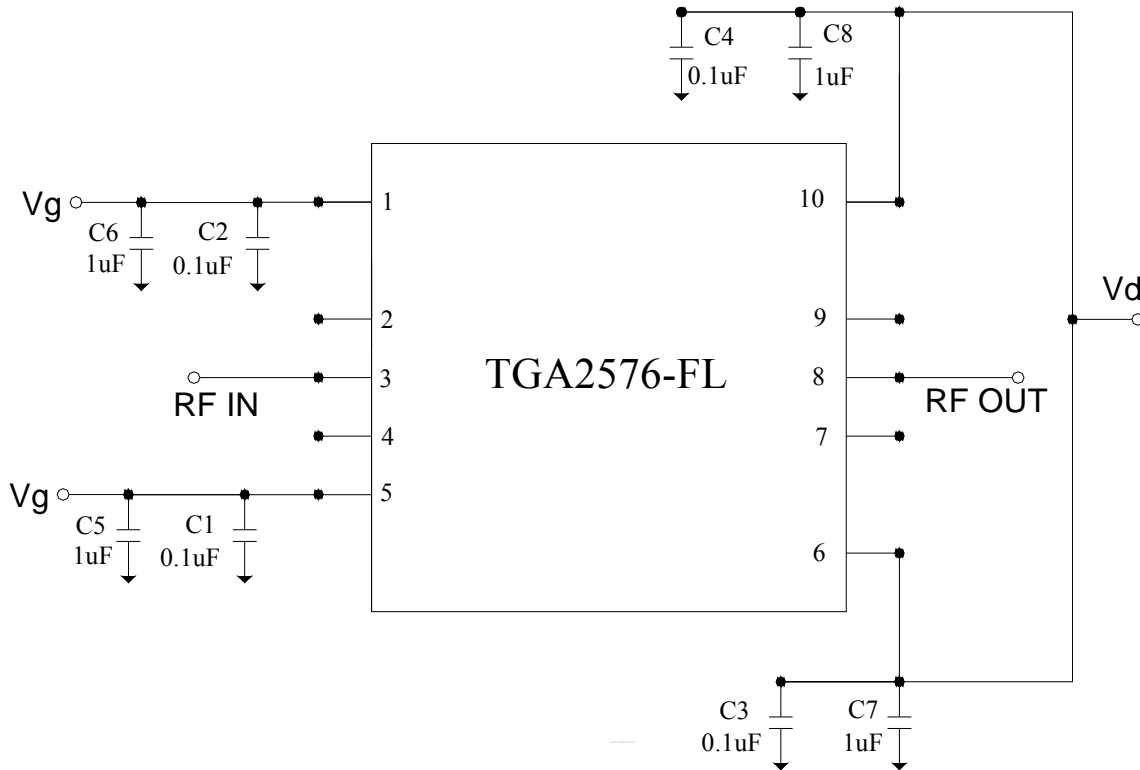 C4
0.1uF
C8
1uF
Vg
C6
1uF
C2
0.1uF
1
10
2
9
Vd
TGA2576-FL
RF IN
3
8
RF OUT
4
7
Vg
5
C5
1uF
C1
0.1uF
6
C3
0.1uF
C7
1uF